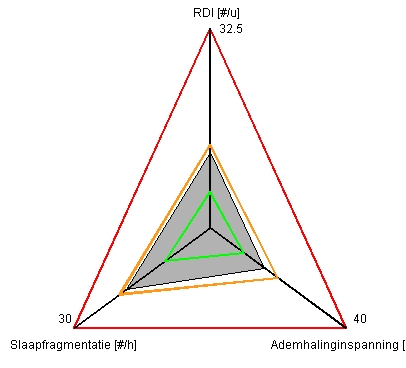 RDI [#/u]
32.5
30
40
Slaapfragmentatie [#/h]
Ademhalinginspanning [